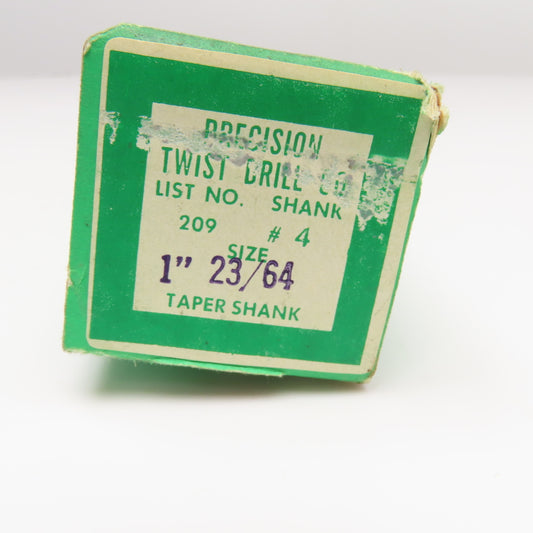 PRECISION
TWIST DRILL CO
LIST NO. SHANK
209 # 4
SIZE
1" 23/64
TAPER SHANK